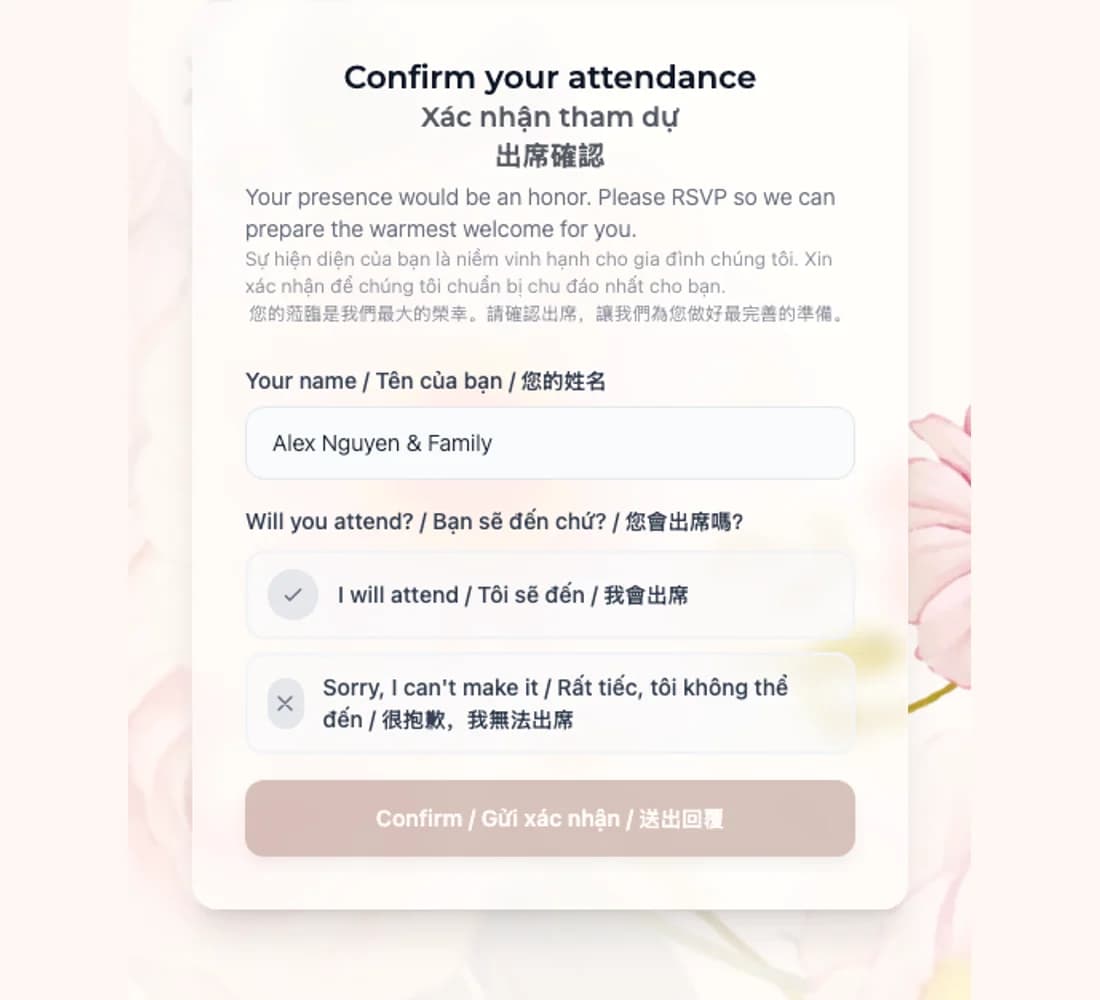 Confirm your attendance
Xác nhận tham dự
出席確認
Your presence would be an honor. Please RSVP so we can
prepare the warmest welcome for you.
Sự hiện diện của bạn là niềm vinh hạnh cho gia đình chúng tôi. Xin
xác nhận để chúng tôi chuẩn bị chu đáo nhất cho bạn.
您的蒞臨是我們最大的榮幸。請確認出席，讓我們為您做好最完善的準備。
Your name / Tên của bạn / 您的姓名
Alex Nguyen & Family
Will you attend? / Bạn sẽ đến chứ? / 您會出席嗎?
I will attend / Tôi sẽ đến / 我會出席
Sorry, I can't make it / Rất tiếc, tôi không thể
đến / 很抱歉，我無法出席
Confirm / Gửi xác nhận / 送出回覆